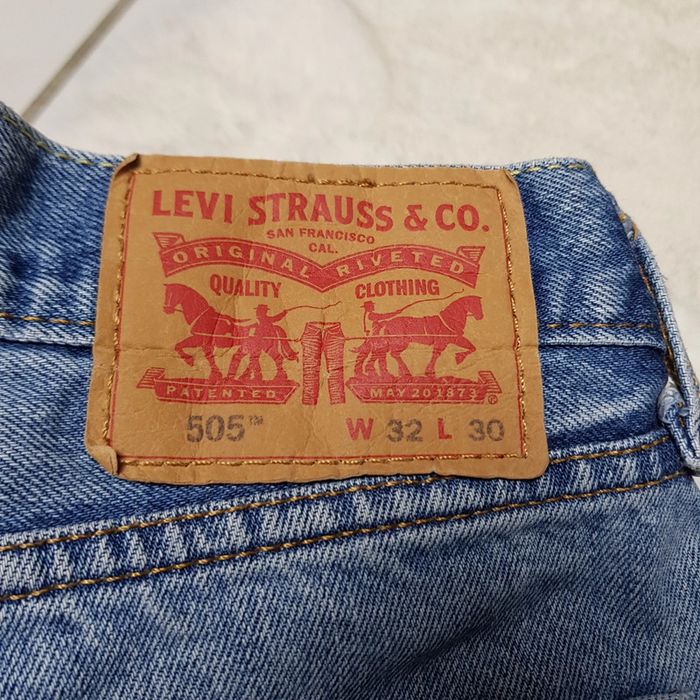 LEVI STRAUSS & CO.
SAN FRANCISCO
CAL.
ORIGINAL RIVETED
QUALITY CLOTHING
PATENTED MAY 20 1873 ®
505™ W 32 L 30